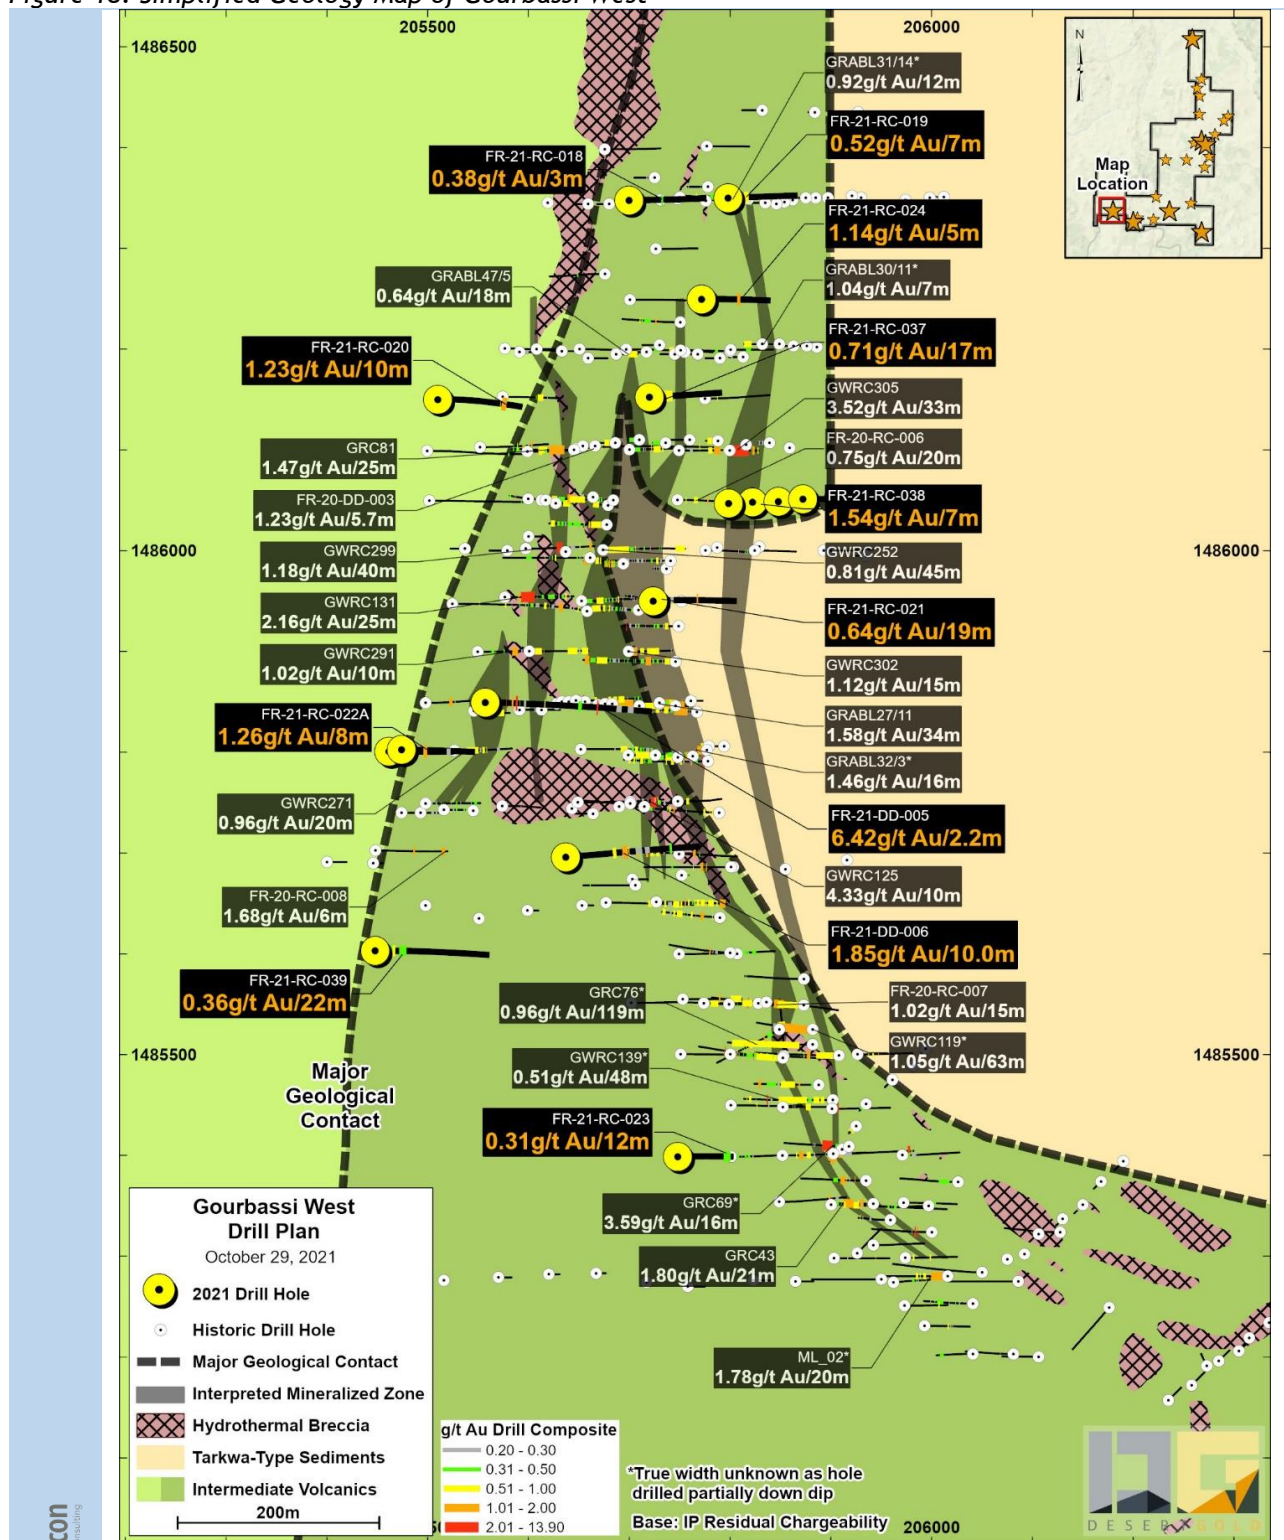 Figure 10: Simplified Geology Map of Gourbassi West
205500
206000
1486500
GRABL31/14*
0.92g/t Au/12m
N
FR-21-RC-019
0.52g/t Au/7m
FR-21-RC-018
0.38g/t Au/3m
Map
Location
FR-21-RC-024
1.14g/t Au/5m
GRABL47/5
0.64g/t Au/18m
GRABL30/11*
1.04g/t Au/7m
FR-21-RC-020
1.23g/t Au/10m
FR-21-RC-037
0.71g/t Au/17m
GWRC305
3.52g/t Au/33m
GRC81
1.47g/t Au/25m
FR-20-RC-006
0.75g/t Au/20m
FR-20-DD-003
1.23g/t Au/5.7m
FR-21-RC-038
1.54g/t Au/7m
1486000
1486000
GWRC299
1.18g/t Au/40m
GWRC252
0.81g/t Au/45m
GWRC131
2.16g/t Au/25m
FR-21-RC-021
0.64g/t Au/19m
GWRC291
1.02g/t Au/10m
GWRC302
1.12g/t Au/15m
FR-21-RC-022A
1.26g/t Au/8m
GRABL27/11
1.58g/t Au/34m
GRABL32/3*
1.46g/t Au/16m
GWRC271
0.96g/t Au/20m
FR-21-DD-005
6.42g/t Au/2.2m
FR-20-RC-008
1.68g/t Au/6m
GWRC125
4.33g/t Au/10m
FR-21-DD-006
1.85g/t Au/10.0m
FR-21-RC-039
0.36g/t Au/22m
GRC76*
0.96g/t Au/119m
FR-20-RC-007
1.02g/t Au/15m
1485500
1485500
GWRC139*
0.51g/t Au/48m
GWRC119*
1.05g/t Au/63m
Major
Geological
Contact
FR-21-RC-023
0.31g/t Au/12m
GRC69*
3.59g/t Au/16m
GRC43
1.80g/t Au/21m
ML_02*
1.78g/t Au/20m
Gourbassi West
Drill Plan
October 29, 2021
2021 Drill Hole
Historic Drill Hole
Major Geological Contact
Interpreted Mineralized Zone
Hydrothermal Breccia
Tarkwa-Type Sediments
Intermediate Volcanics
200m
g/t Au Drill Composite
0.20 - 0.30
0.31 - 0.50
0.51 - 1.00
1.01 - 2.00
2.01 - 13.90
*True width unknown as hole
drilled partially down dip
Base: IP Residual Chargeability
206000
DESERT GOLD